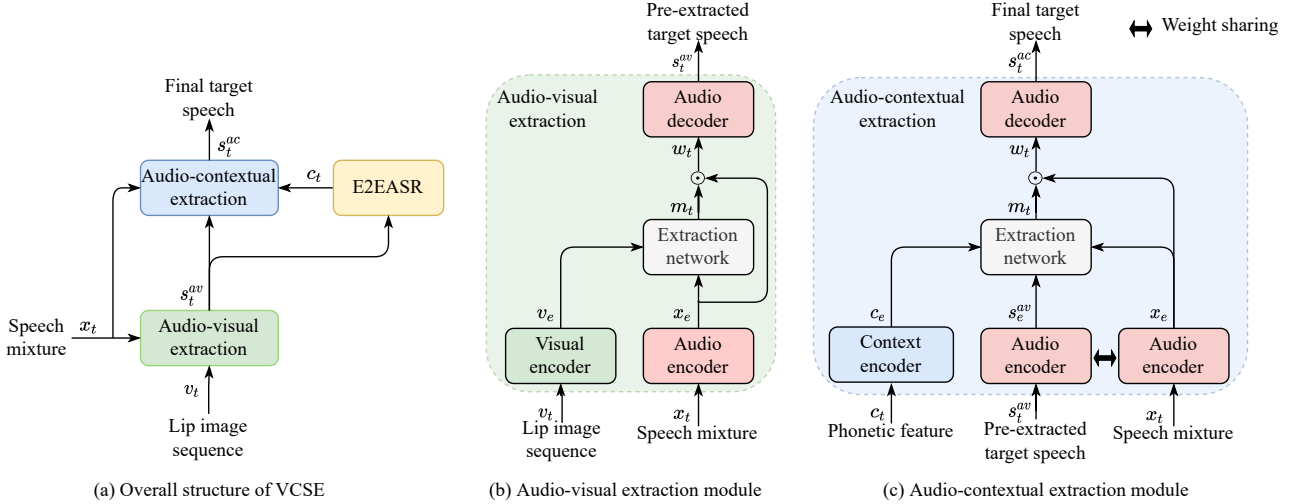 Final target
speech
s_t^{ac}
Audio-contextual
extraction
c_t
E2EASR
s_t^{av}
Speech
mixture
x_t
Audio-visual
extraction
v_t
Lip image
sequence
(a) Overall structure of VCSE
Pre-extracted
target speech
s_t^{av}
Audio-visual
extraction
Audio
decoder
w_t
⊙
m_t
Extraction
network
v_e
x_e
Visual
encoder
Audio
encoder
v_t
x_t
Lip image
sequence
Speech mixture
(b) Audio-visual extraction module
Final target
speech
Weight sharing
s_t^{ac}
Audio-contextual
extraction
Audio
decoder
w_t
⊙
m_t
Extraction
network
c_e
s_e^{av}
x_e
Context
encoder
Audio
encoder
Audio
encoder
c_t
s_t^{av}
x_t
Phonetic feature
Pre-extracted
target speech
Speech mixture
(c) Audio-contextual extraction module